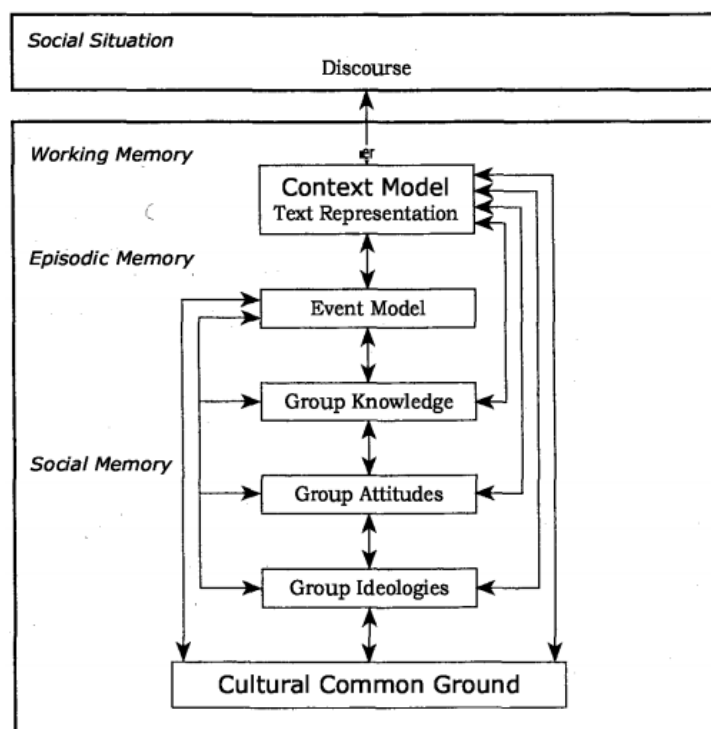 Social Situation
Discourse
Working Memory
er
Context Model
Text Representation
Episodic Memory
Event Model
Group Knowledge
Social Memory
Group Attitudes
Group Ideologies
Cultural Common Ground